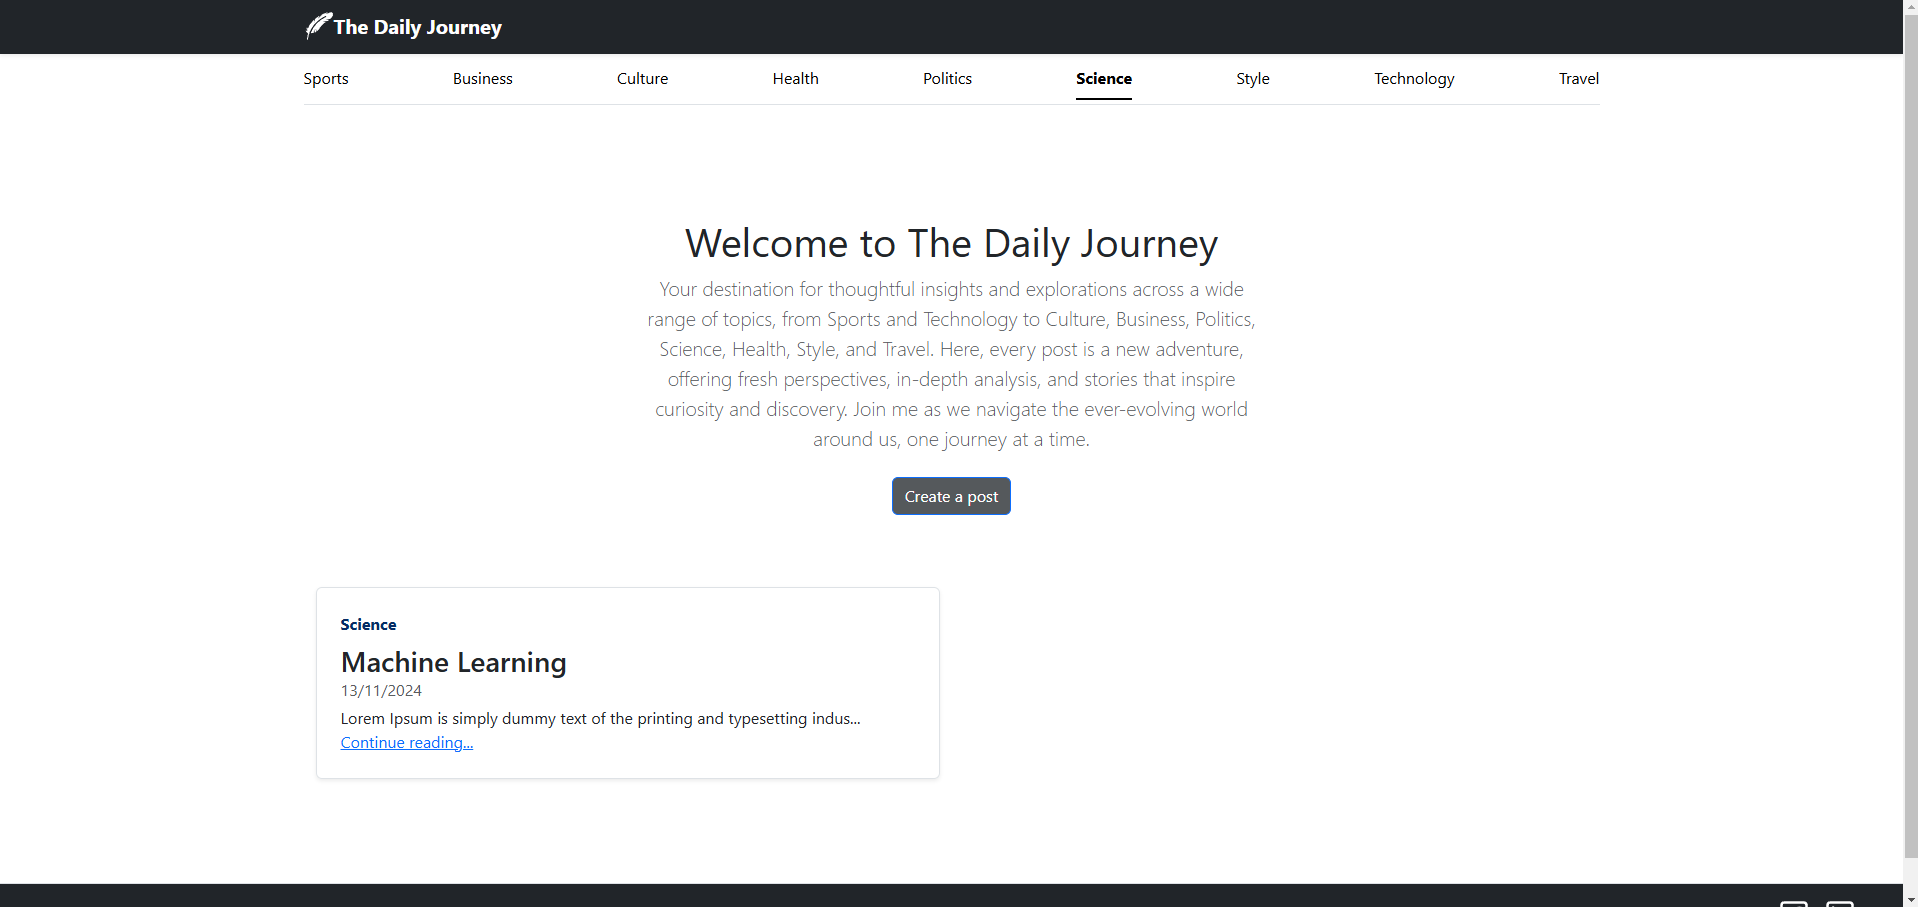 The Daily Journey
Sports Business Culture Health Politics Science Style Technology Travel
Welcome to The Daily Journey
Your destination for thoughtful insights and explorations across a wide
range of topics, from Sports and Technology to Culture, Business, Politics,
Science, Health, Style, and Travel. Here, every post is a new adventure,
offering fresh perspectives, in-depth analysis, and stories that inspire
curiosity and discovery. Join me as we navigate the ever-evolving world
around us, one journey at a time.
Create a post
Science
Machine Learning
13/11/2024
Lorem Ipsum is simply dummy text of the printing and typesetting indus...
Continue reading...